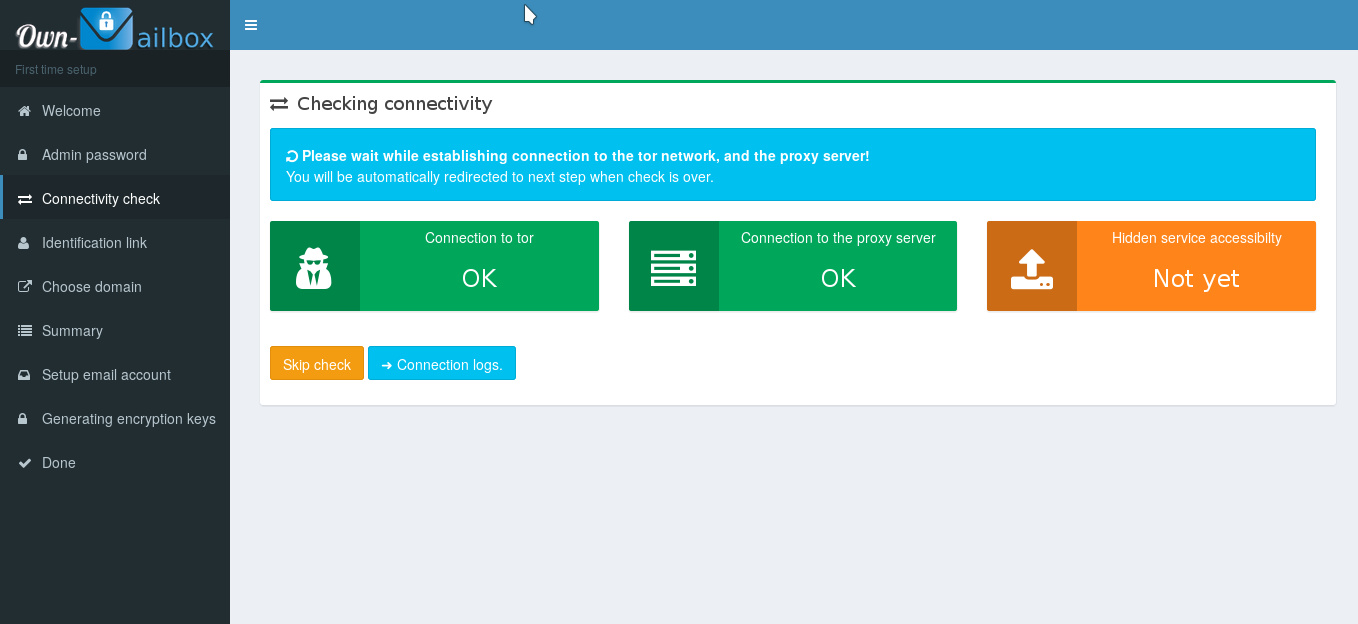 Own-Mailbox
First time setup
Welcome
Admin password
Connectivity check
Identification link
Choose domain
Summary
Setup email account
Generating encryption keys
Done
Checking connectivity
Please wait while establishing connection to the tor network, and the proxy server!
You will be automatically redirected to next step when check is over.
Connection to tor
OK
Connection to the proxy server
OK
Hidden service accessibilty
Not yet
Skip check
➜ Connection logs.